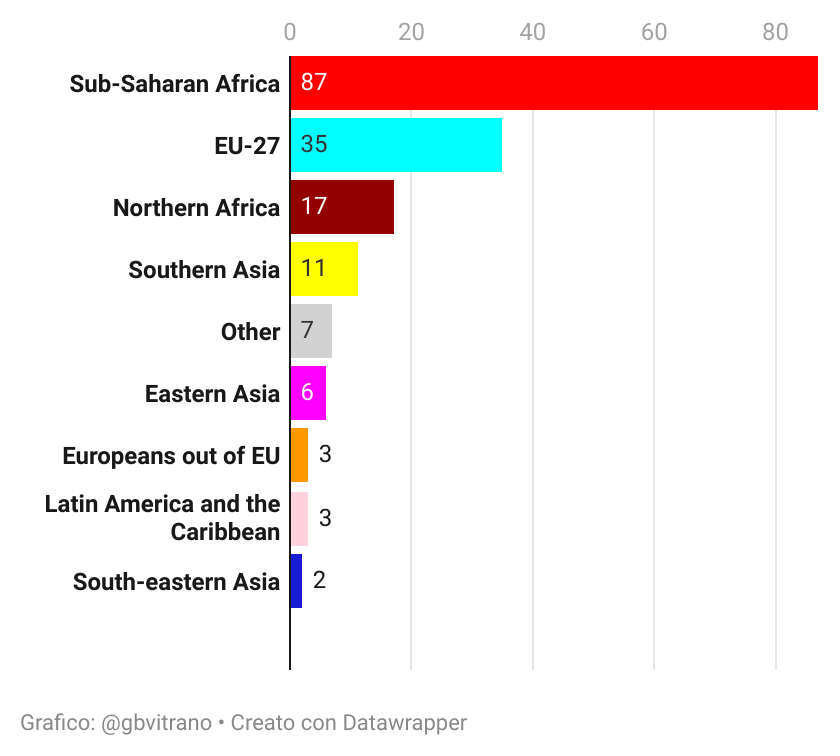 0 20 40 60 80
Sub-Saharan Africa 87
EU-27 35
Northern Africa 17
Southern Asia 11
Other 7
Eastern Asia 6
Europeans out of EU 3
Latin America and the
Caribbean 3
South-eastern Asia 2
Grafico: @gbvitrano • Creato con Datawrapper